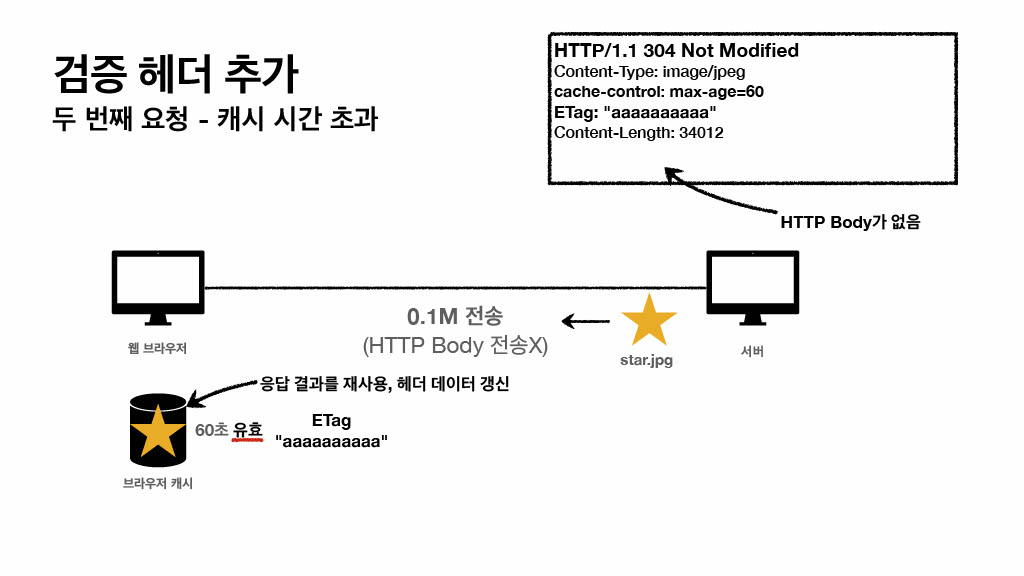 검증 헤더 추가
두 번째 요청 - 캐시 시간 초과
HTTP/1.1 304 Not Modified
Content-Type: image/jpeg
cache-control: max-age=60
ETag: "aaaaaaaaaa"
Content-Length: 34012
HTTP Body가 없음
0.1M 전송
(HTTP Body 전송X)
웹 브라우저
star.jpg
서버
응답 결과를 재사용, 헤더 데이터 갱신
60초 유효
ETag
"aaaaaaaaaa"
브라우저 캐시